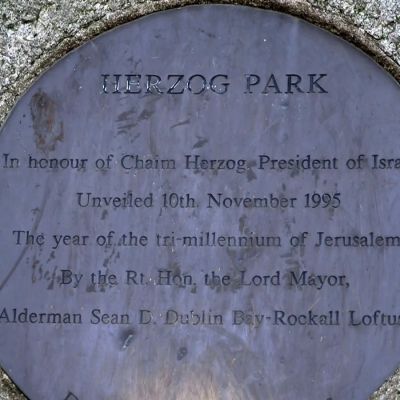 HERZOG PARK
In honour of Chaim Herzog, President of Isra
Unveiled 10th. November 1995
The year of the tri-millennium of Jerusalem
By the Rt. Hon. the Lord Mayor,
Alderman Sean D. Dublin Bay-Rockall Loftus